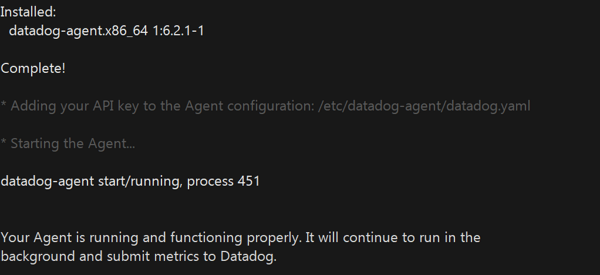 Installed:
datadog-agent.x86_64 1:6.2.1-1
Complete!
* Adding your API key to the Agent configuration: /etc/datadog-agent/datadog.yaml
* Starting the Agent...
datadog-agent start/running, process 451
Your Agent is running and functioning properly. It will continue to run in the
background and submit metrics to Datadog.